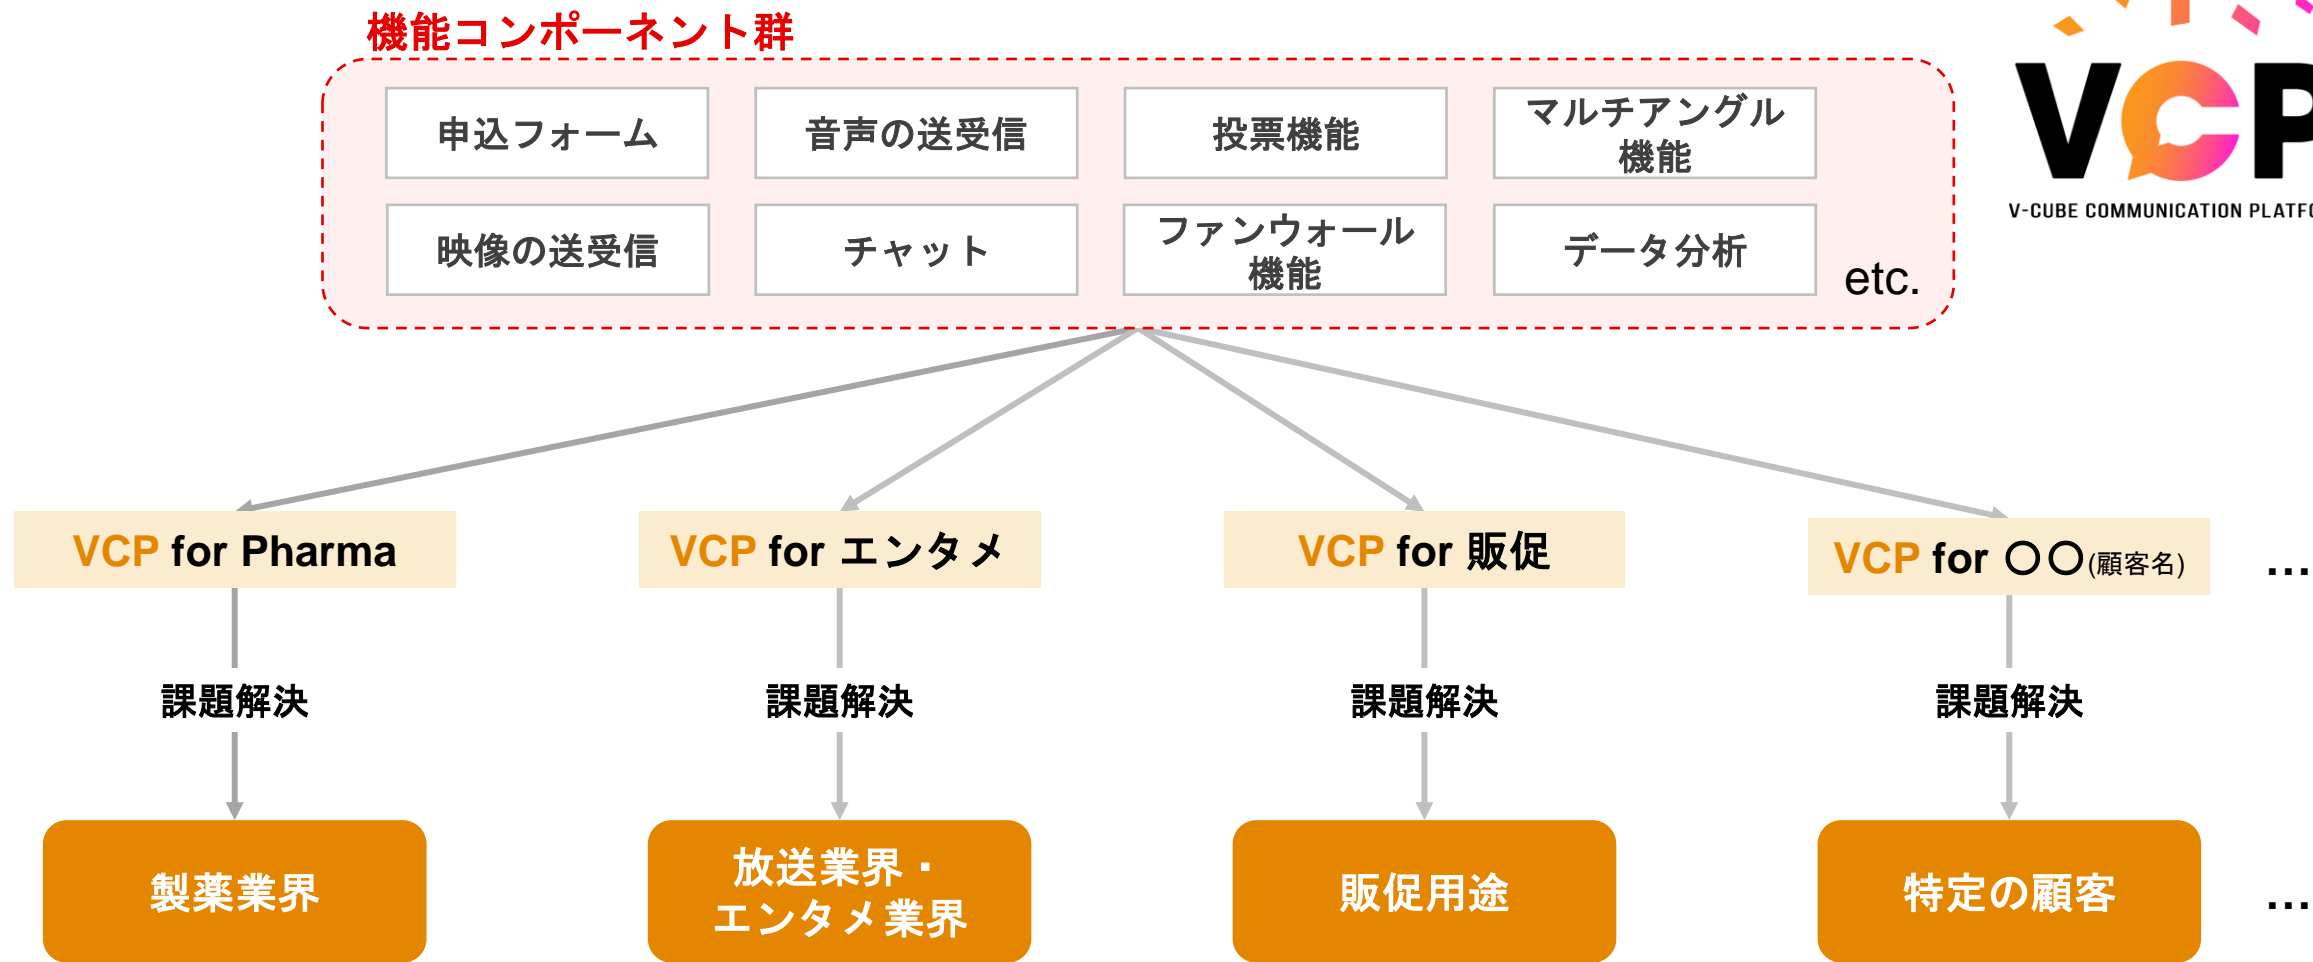 機能コンポーネント群
申込フォーム
音声の送受信
投票機能
マルチアングル
機能
映像の送受信
チャット
ファンウォール
機能
データ分析
etc.
VCP
V-CUBE COMMUNICATION PLATFO
VCP for Pharma
VCP for エンタメ
VCP for 販促
VCP for 〇〇(顧客名)
…
課題解決
課題解決
課題解決
課題解決
製薬業界
放送業界・
エンタメ業界
販促用途
特定の顧客
…